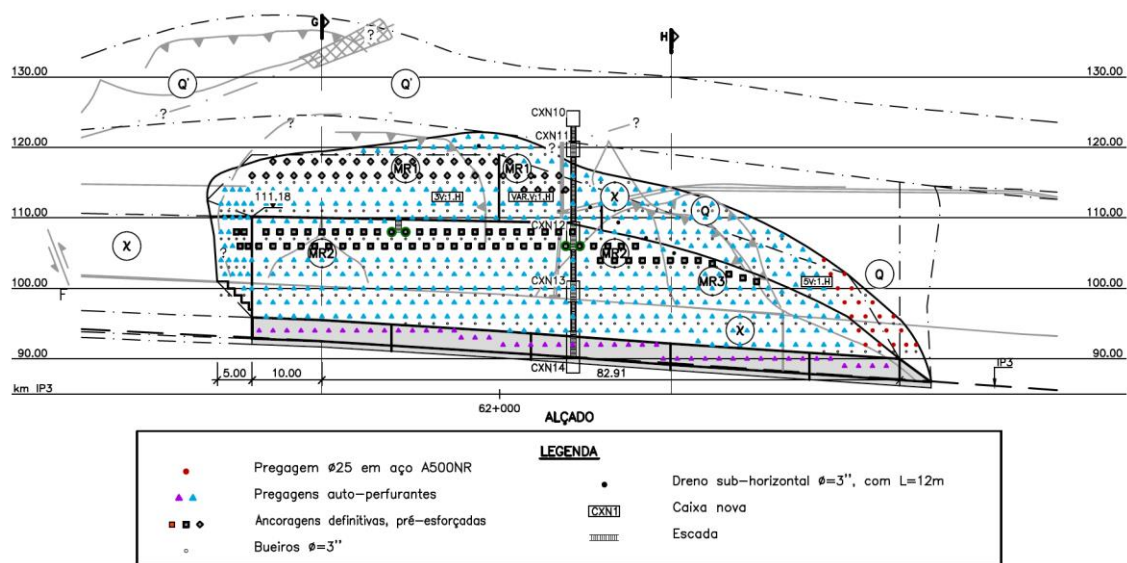 G
?
H
130.00
Q'
Q'
130.00
CXN10
?
?
?
120.00
CXN11
120.00
?
MR1
MR1
111,18
3V:1.H
VAR.V:1.H
X
Q'
110.00
CXN12
110.00
X
?
MR2
MR2
MR3
5V:1.H
Q
F
100.00
CXN13
100.00
X
90.00
90.00
CXN14
5.00
10.00
82.91
IP3
km IP3
62+000
ALÇADO
LEGENDA
Pregagem ø25 em aço A500NR
Pregagens auto-perfurantes
Ancoragens definitivas, pré-esforçadas
Bueiros ø=3"
Dreno sub-horizontal ø=3", com L=12m
CXN1 Caixa nova
Escada